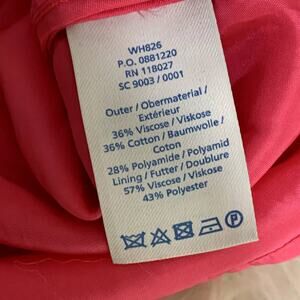 WH826
P.O. 0881220
RN 118027
SC 9003 / 0001
Outer / Obermaterial /
Extérieur
36% Viscose / Viskose
36% Cotton / Baumwolle /
Coton
28% Polyamide / Polyamid
Lining / Futter / Doublure
57% Viscose / Viskose
43% Polyester
P